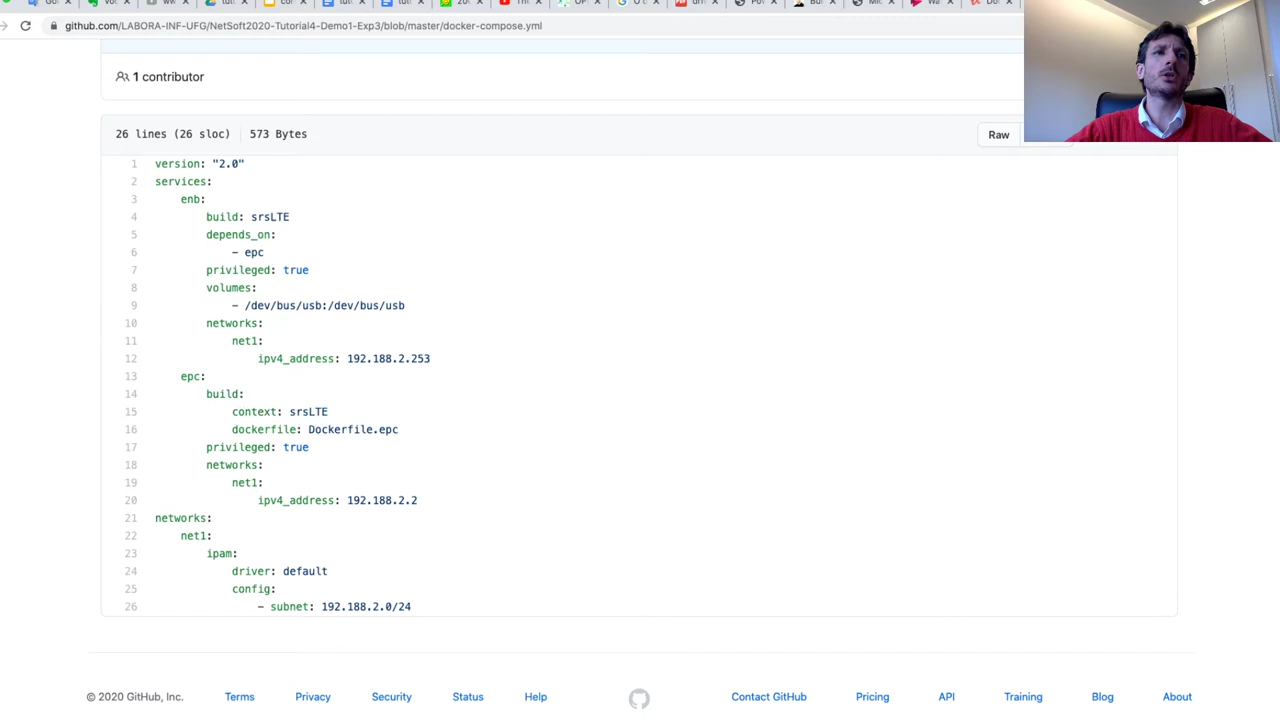 github.com/LABORA-INF-UFG/NetSoft2020-Tutorial4-Demo1-Exp3/blob/master/docker-compose.yml
1 contributor
26 lines (26 sloc) 573 Bytes
Raw
1 version: "2.0"
2 services:
3 enb:
4 build: srsLTE
5 depends_on:
6 - epc
7 privileged: true
8 volumes:
9 - /dev/bus/usb:/dev/bus/usb
10 networks:
11 net1:
12 ipv4_address: 192.188.2.253
13 epc:
14 build:
15 context: srsLTE
16 dockerfile: Dockerfile.epc
17 privileged: true
18 networks:
19 net1:
20 ipv4_address: 192.188.2.2
21 networks:
22 net1:
23 ipam:
24 driver: default
25 config:
26 - subnet: 192.188.2.0/24
© 2020 GitHub, Inc. Terms Privacy Security Status Help Contact GitHub Pricing API Training Blog About